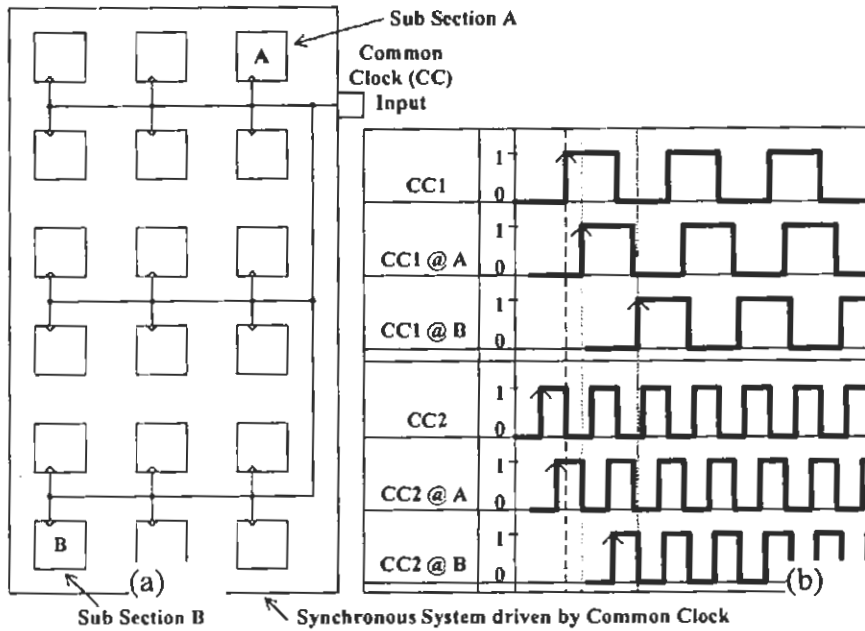 Sub Section A
A
Common
Clock (CC)
Input
CC1
1
0
CC1 @ A
1
0
CC1 @ B
1
0
CC2
1
0
CC2 @ A
1
0
CC2 @ B
1
0
B
(a)
(b)
Sub Section B
Synchronous System driven by Common Clock